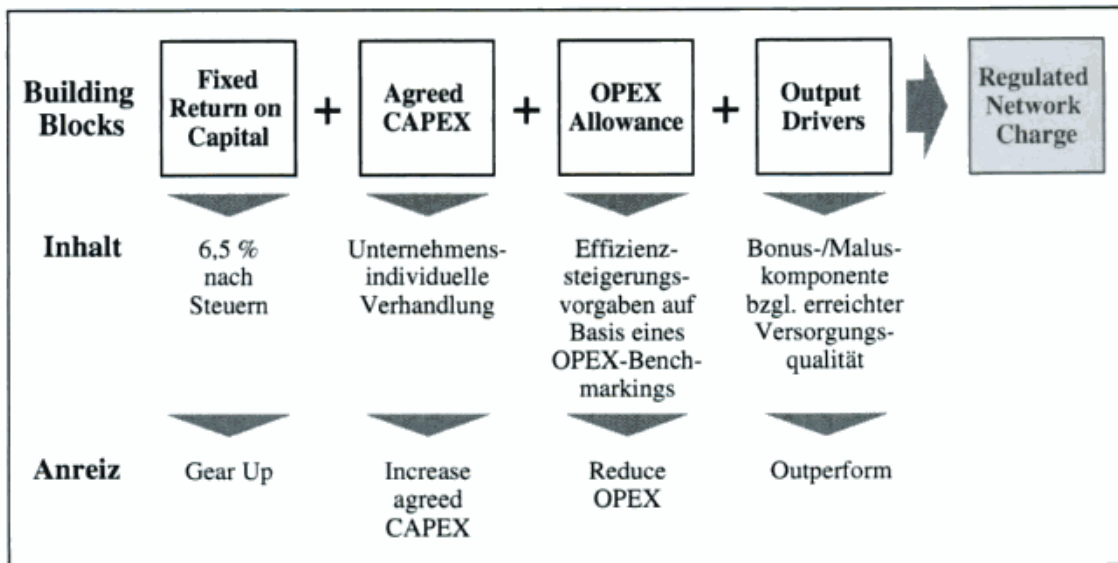 Building
Blocks
Fixed
Return on
Capital
+
Agreed
CAPEX
+
OPEX
Allowance
+
Output
Drivers
Regulated
Network
Charge
Inhalt
6,5 %
nach
Steuern
Unternehmens-
individuelle
Verhandlung
Effizienz-
steigerungs-
vorgaben auf
Basis eines
OPEX-Bench-
markings
Bonus-/Malus-
komponente
bzgl. erreichter
Versorgungs-
qualität
Anreiz
Gear Up
Increase
agreed
CAPEX
Reduce
OPEX
Outperform